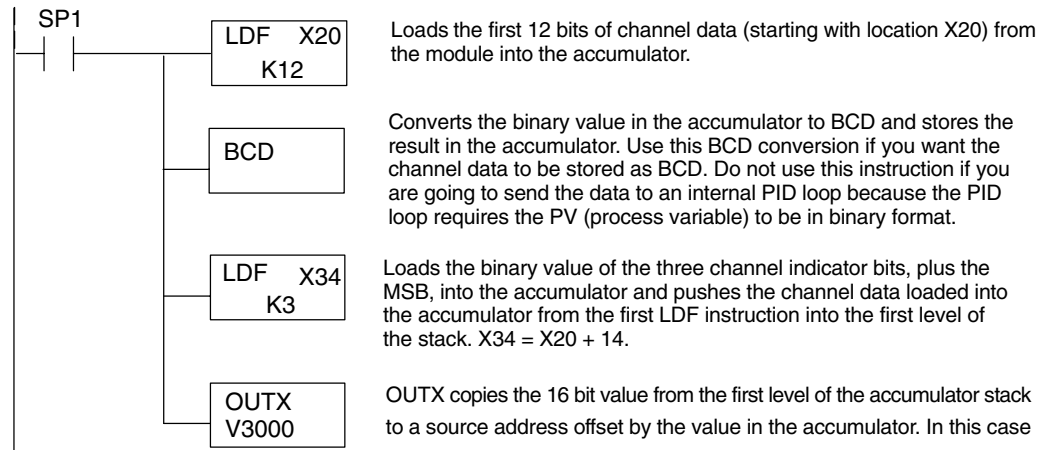 SP1
LDF X20
K12
Loads the first 12 bits of channel data (starting with location X20) from
the module into the accumulator.
BCD
Converts the binary value in the accumulator to BCD and stores the
result in the accumulator. Use this BCD conversion if you want the
channel data to be stored as BCD. Do not use this instruction if you
are going to send the data to an internal PID loop because the PID
loop requires the PV (process variable) to be in binary format.
LDF X34
K3
Loads the binary value of the three channel indicator bits, plus the
MSB, into the accumulator and pushes the channel data loaded into
the accumulator from the first LDF instruction into the first level of
the stack. X34 = X20 + 14.
OUTX
V3000
OUTX copies the 16 bit value from the first level of the accumulator stack
to a source address offset by the value in the accumulator. In this case